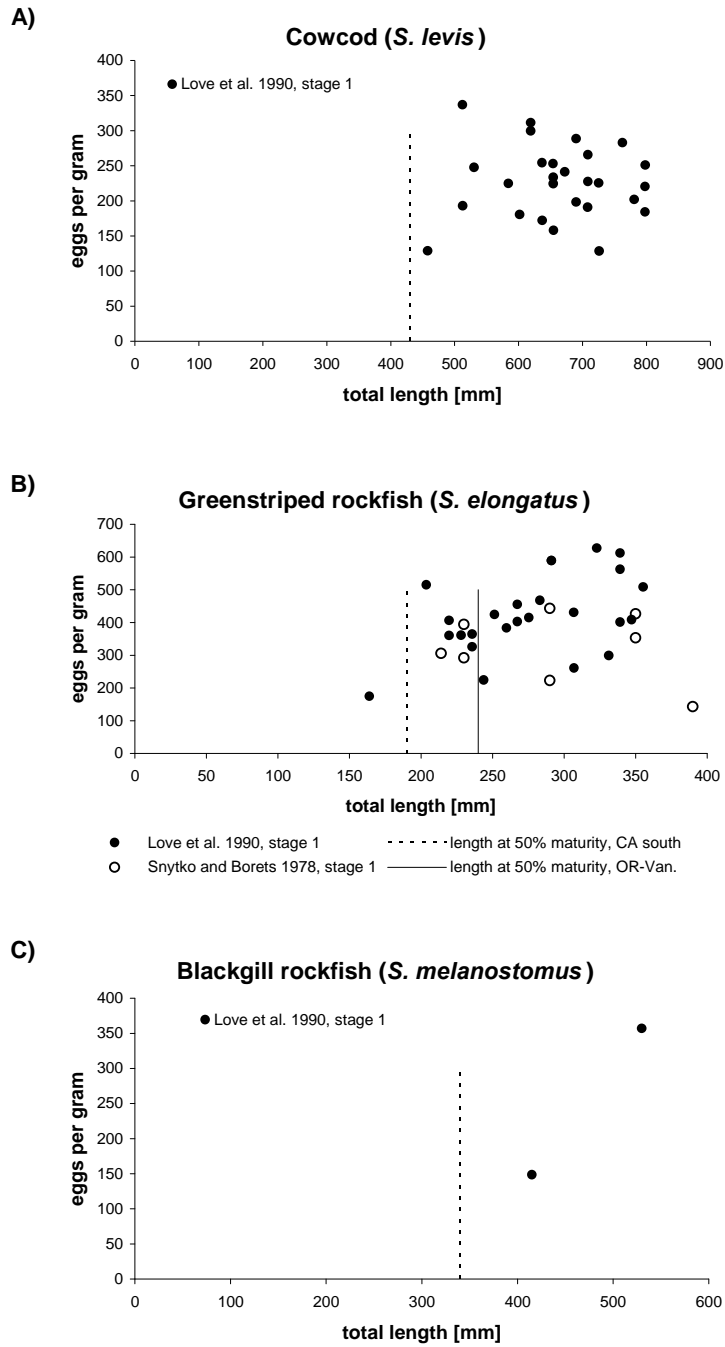 A)
Cowcod (S. levis)
400
350
300
250
200
150
100
50
0
eggs per gram
Love et al. 1990, stage 1
0 100 200 300 400 500 600 700 800 900
total length [mm]
B)
Greenstriped rockfish (S. elongatus)
700
600
500
400
300
200
100
0
eggs per gram
0 50 100 150 200 250 300 350 400
total length [mm]
Love et al. 1990, stage 1 length at 50% maturity, CA south
Snytko and Borets 1978, stage 1 length at 50% maturity, OR-Van.
C)
Blackgill rockfish (S. melanostomus)
400
350
300
250
200
150
100
50
0
eggs per gram
Love et al. 1990, stage 1
0 100 200 300 400 500 600
total length [mm]